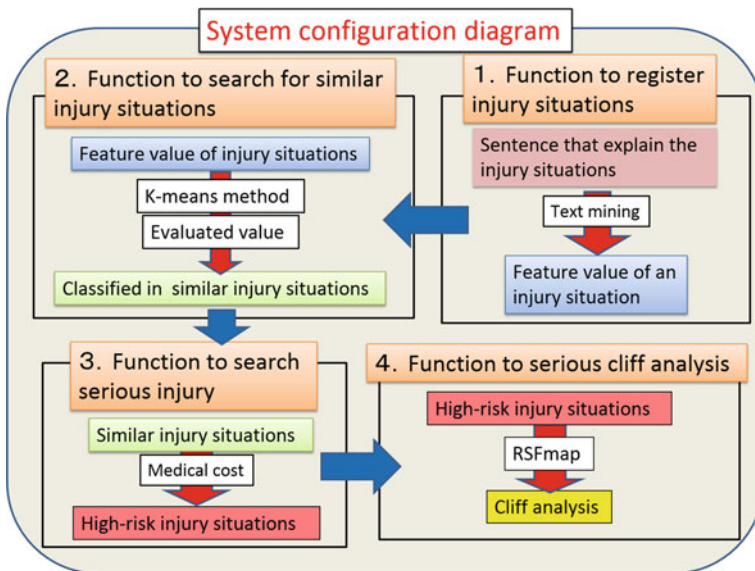 System configuration diagram
2. Function to search for similar
injury situations
Feature value of injury situations
K-means method
Evaluated value
Classified in similar injury situations
1. Function to register
injury situations
Sentence that explain the
injury situations
Text mining
Feature value of an
injury situation
3. Function to search
serious injury
Similar injury situations
Medical cost
High-risk injury situations
4. Function to serious cliff analysis
High-risk injury situations
RSFmap
Cliff analysis